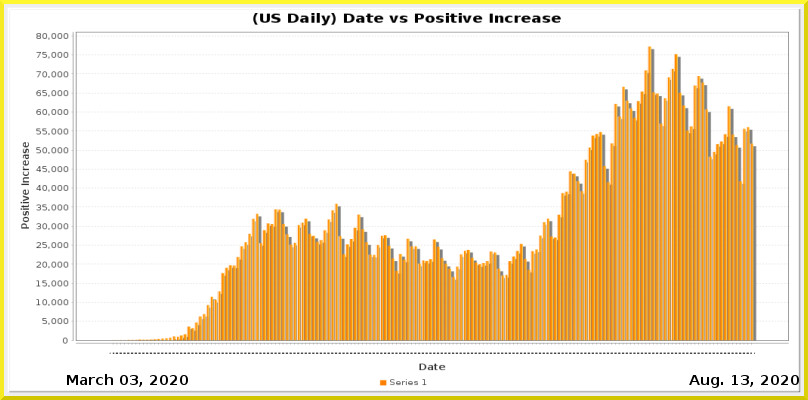 (US Daily) Date vs Positive Increase
80,000
75,000
70,000
65,000
60,000
55,000
50,000
45,000
40,000
35,000
30,000
25,000
20,000
15,000
10,000
5,000
0
Positive Increase
Date
March 03, 2020
Aug. 13, 2020
Series 1